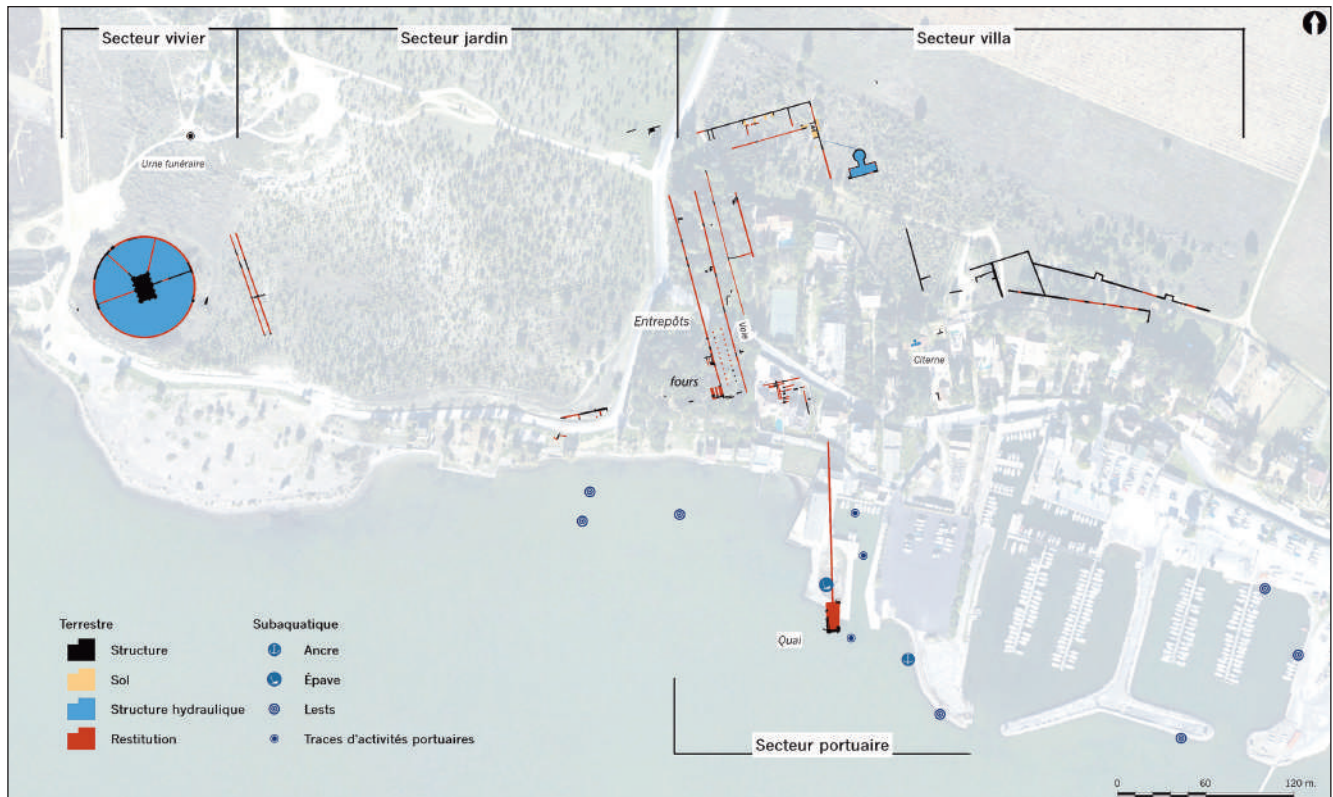 Secteur vivier
Secteur jardin
Secteur villa
Urne funéraire
Entrepôts
Voie
Citerne
fours
Quai
Terrestre
Structure
Sol
Structure hydraulique
Restitution
Subaquatique
Ancre
Épave
Lests
Traces d'activités portuaires
Secteur portuaire
0 60 120 m.